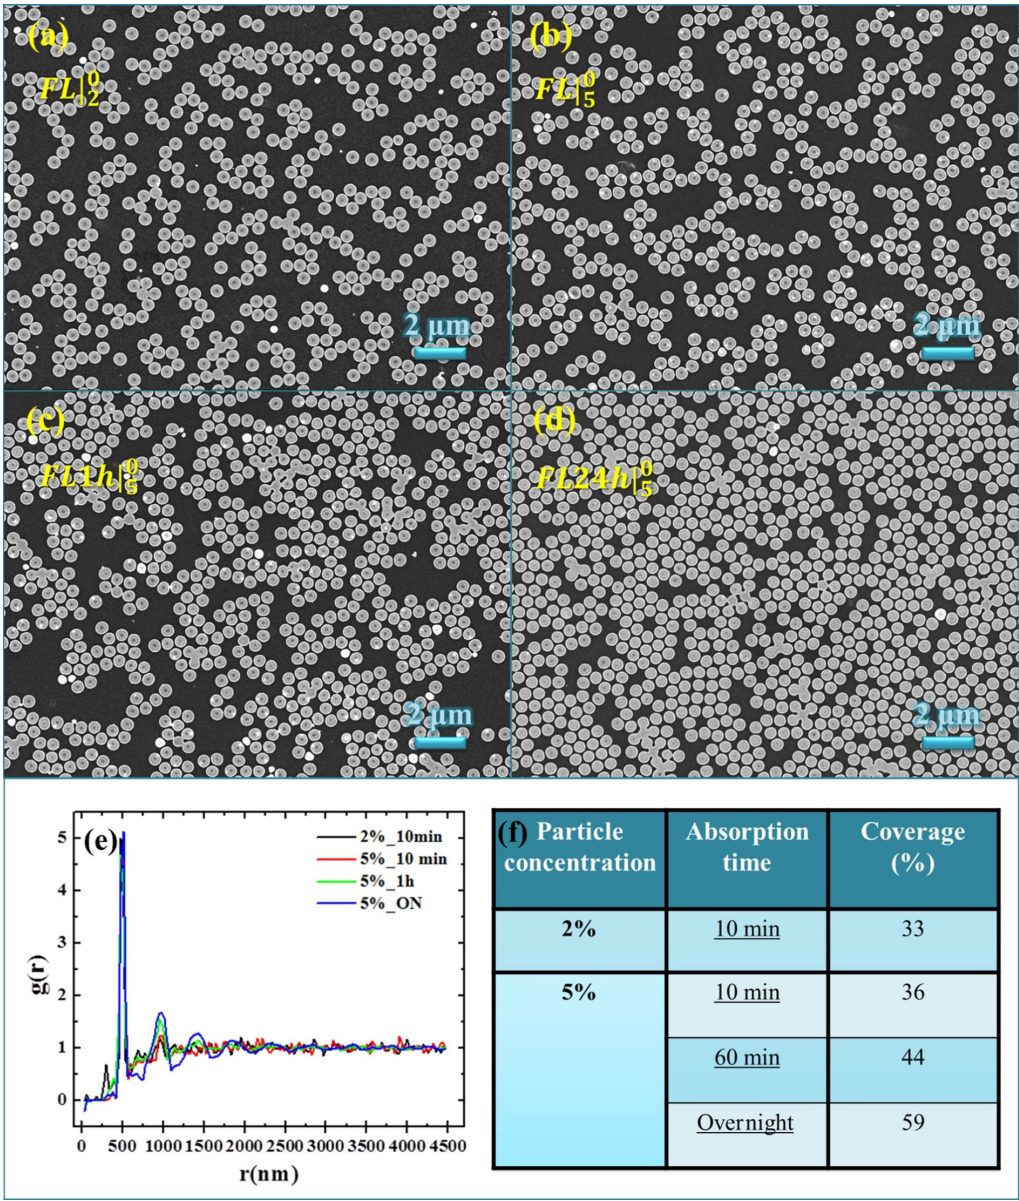 (a)
FL|₂⁰
2 μm
(b)
FL|₅⁰
2 μm
(c)
FL1h|₅⁰
2 μm
(d)
FL24h|₅⁰
2 μm
(e)
2%_10min
5%_10 min
5%_1h
5%_ON
5
4
3
2
1
0
g(r)
0 500 1000 1500 2000 2500 3000 3500 4000 4500
r(nm)
(f) Particle concentration
Absorption time
Coverage (%)
2% 10 min 33
5% 10 min 36
60 min 44
Overnight 59